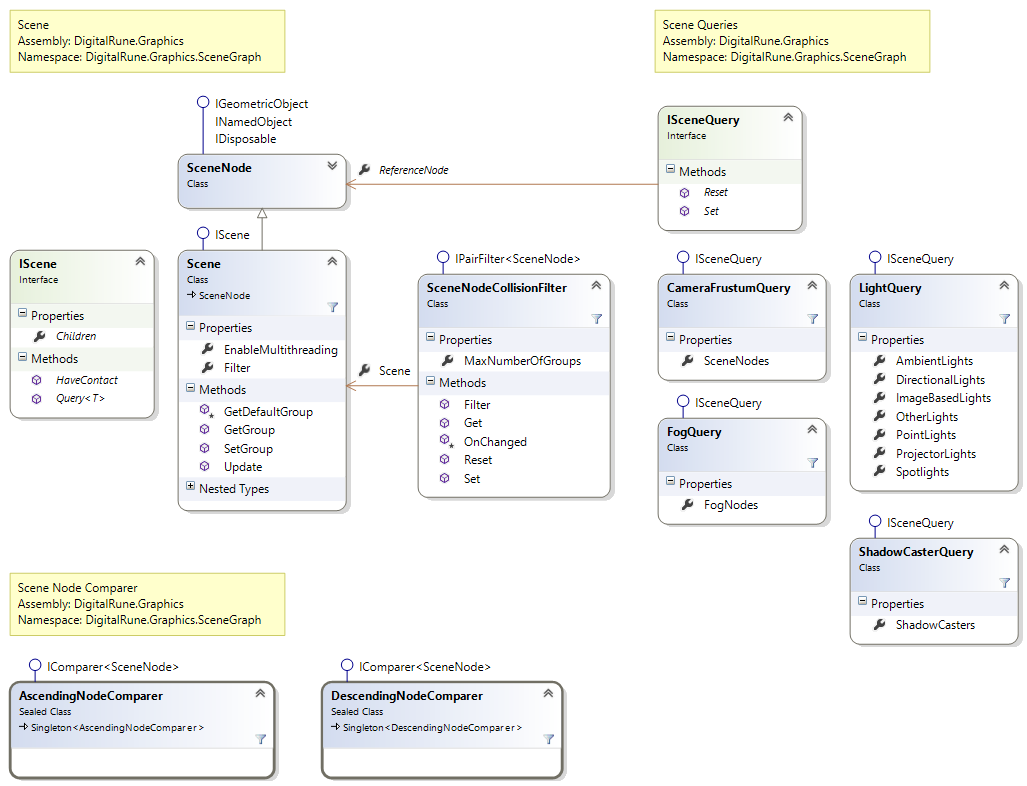 Scene
Assembly: DigitalRune.Graphics
Namespace: DigitalRune.Graphics.SceneGraph
Scene Queries
Assembly: DigitalRune.Graphics
Namespace: DigitalRune.Graphics.SceneGraph
IGeometricObject
INamedObject
IDisposable
SceneNode
Class
ReferenceNode
ISceneQuery
Interface
Methods
Reset
Set
IScene
Interface
Properties
Children
Methods
HaveContact
Query<T>
IScene
Scene
Class
SceneNode
Properties
EnableMultithreading
Filter
Methods
GetDefaultGroup
GetGroup
SetGroup
Update
Nested Types
Scene
IPairFilter<SceneNode>
SceneNodeCollisionFilter
Class
Properties
MaxNumberOfGroups
Methods
Filter
Get
OnChanged
Reset
Set
ISceneQuery
CameraFrustumQuery
Class
Properties
SceneNodes
ISceneQuery
FogQuery
Class
Properties
FogNodes
ISceneQuery
LightQuery
Class
Properties
AmbientLights
DirectionalLights
ImageBasedLights
OtherLights
PointLights
ProjectorLights
Spotlights
ISceneQuery
ShadowCasterQuery
Class
Properties
ShadowCasters
Scene Node Comparer
Assembly: DigitalRune.Graphics
Namespace: DigitalRune.Graphics.SceneGraph
IComparer<SceneNode>
AscendingNodeComparer
Sealed Class
Singleton<AscendingNodeComparer>
IComparer<SceneNode>
DescendingNodeComparer
Sealed Class
Singleton<DescendingNodeComparer>